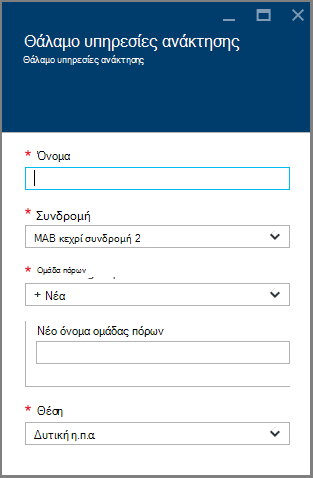 Θάλαμο υπηρεσίες ανάκτησης
Θάλαμο υπηρεσίες ανάκτησης
* Όνομα
* Συνδρομή
MAB κεχρί συνδρομή 2
* Ομάδα πόρων
+ Νέα
Νέο όνομα ομάδας πόρων
* Θέση
Δυτική η.π.α